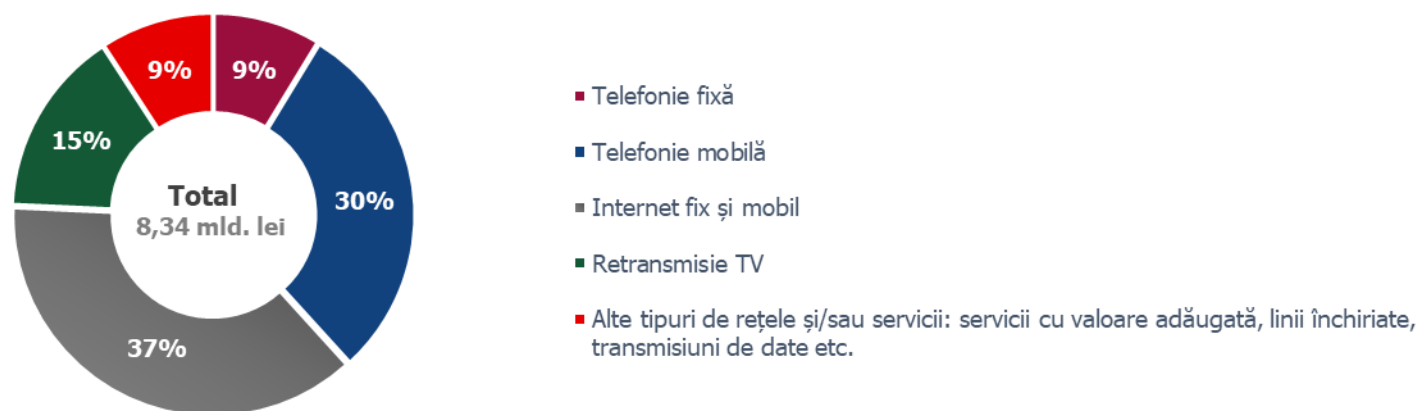 9%
9%
15%
30%
37%
Total
8,34 mld. lei
Telefonie fixă
Telefonie mobilă
Internet fix și mobil
Retransmisie TV
Alte tipuri de rețele și/sau servicii: servicii cu valoare adăugată, linii închiriate,
transmisiuni de date etc.